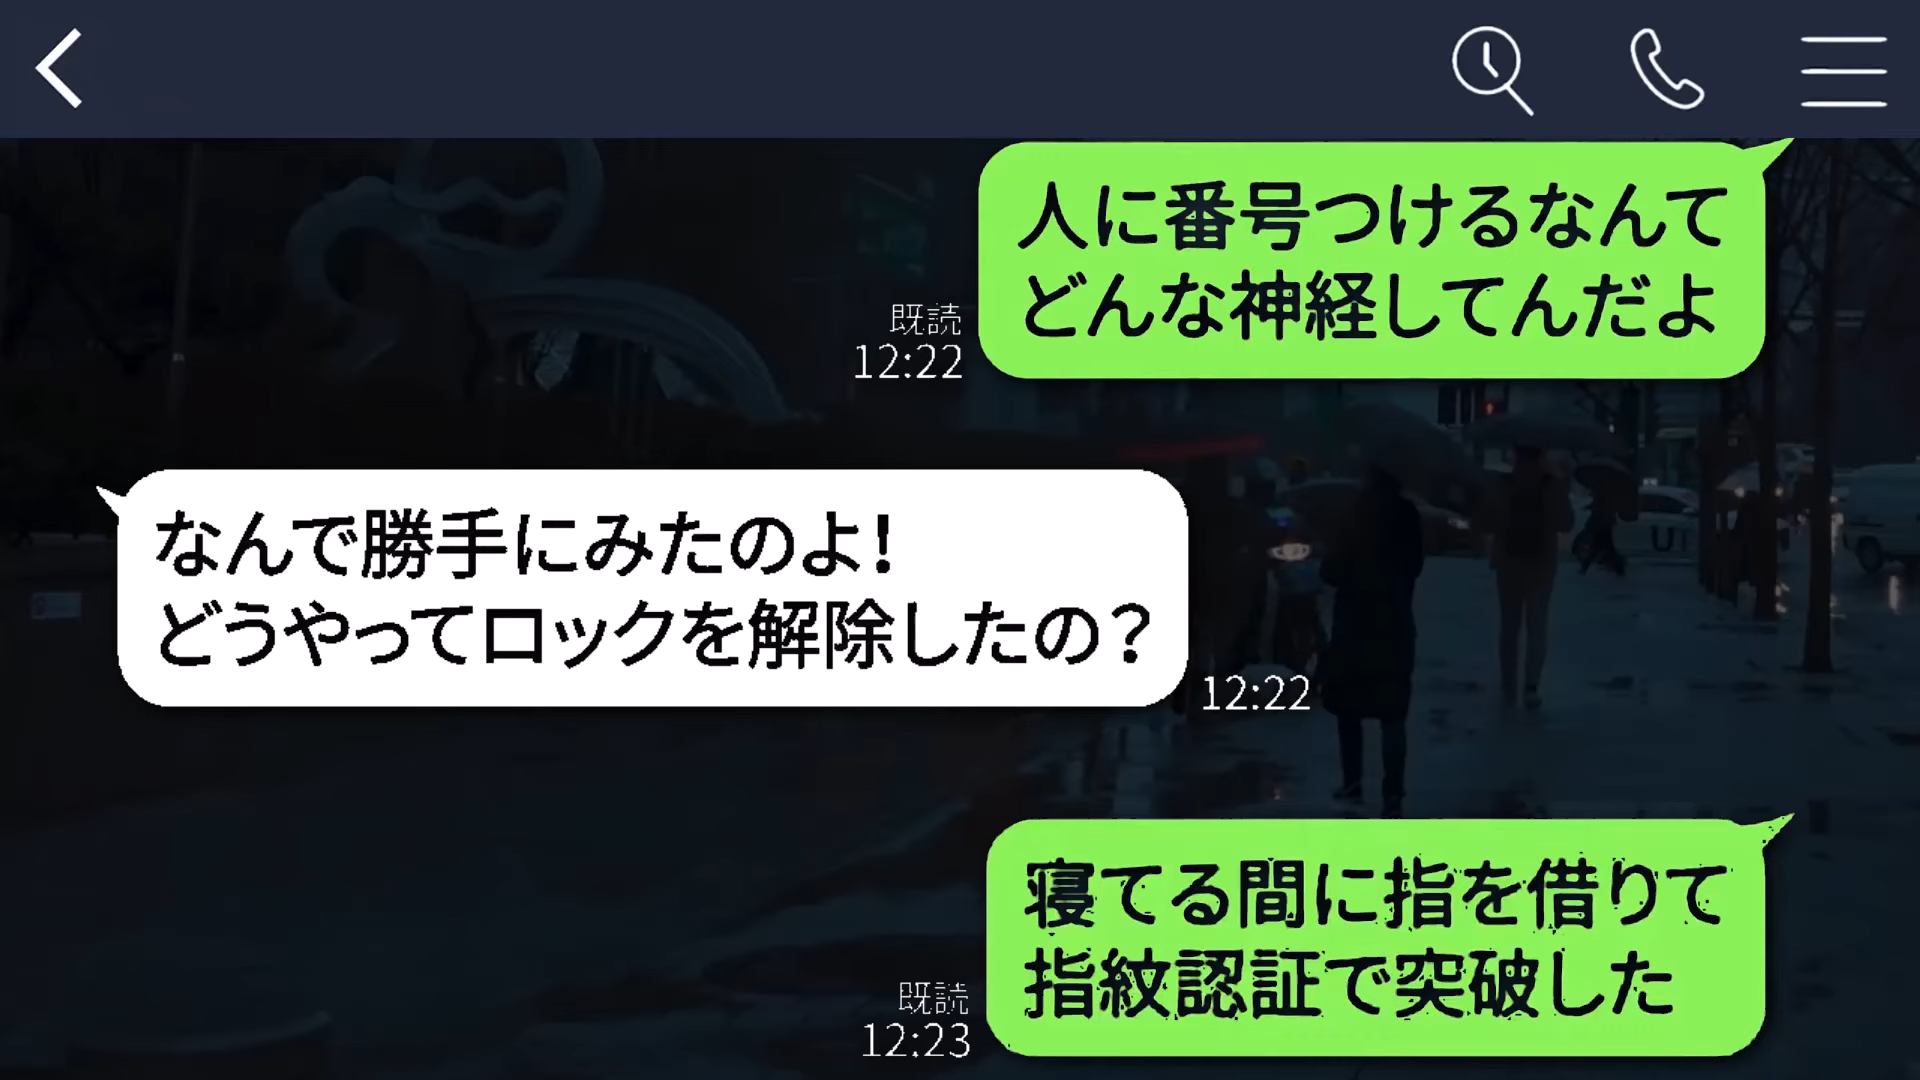 人に番号つけるなんて
どんな神経してんだよ
既読
12:22
なんで勝手にみたのよ!
どうやってロックを解除したの?
12:22
寝てる間に指を借りて
指紋認証で突破した
既読
12:23